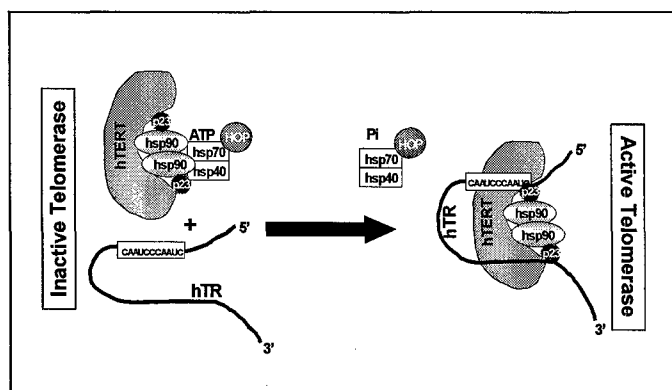 Inactive Telomerase
hTERT
p23
ATP
HOP
hsp90
hsp70
hsp90
hsp40
p23
+
5'
CAAUCCCAAUC
hTR
3'
Pi
HOP
hsp70
hsp40
5'
CAAUCCCAAUC
p23
hTR
hTERT
hsp90
hsp90
p23
3'
Active Telomerase